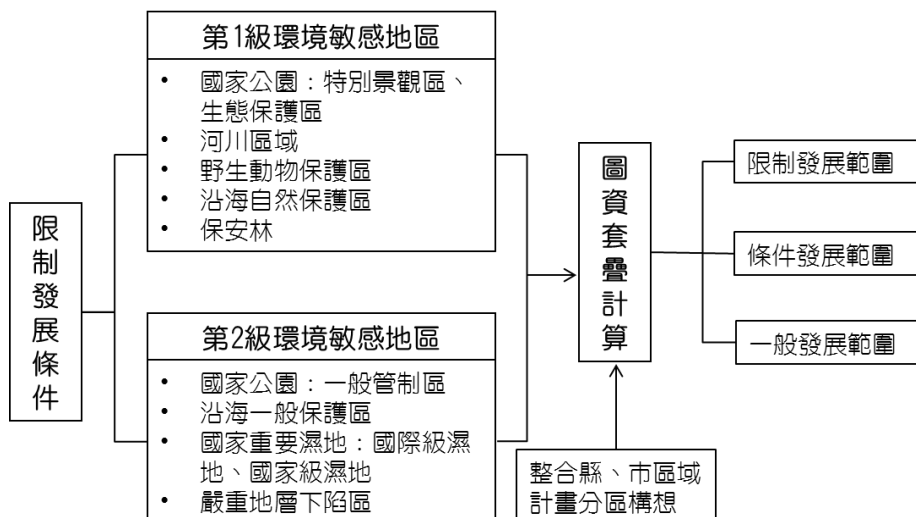 限制發展條件
第1級環境敏感地區
• 國家公園：特別景觀區、
生態保護區
• 河川區域
• 野生動物保護區
• 沿海自然保護區
• 保安林
第2級環境敏感地區
• 國家公園：一般管制區
• 沿海一般保護區
• 國家重要濕地：國際級濕
地、國家級濕地
• 嚴重地層下陷區
圖資套疊計算
整合縣、市區域
計畫分區構想
限制發展範圍
條件發展範圍
一般發展範圍